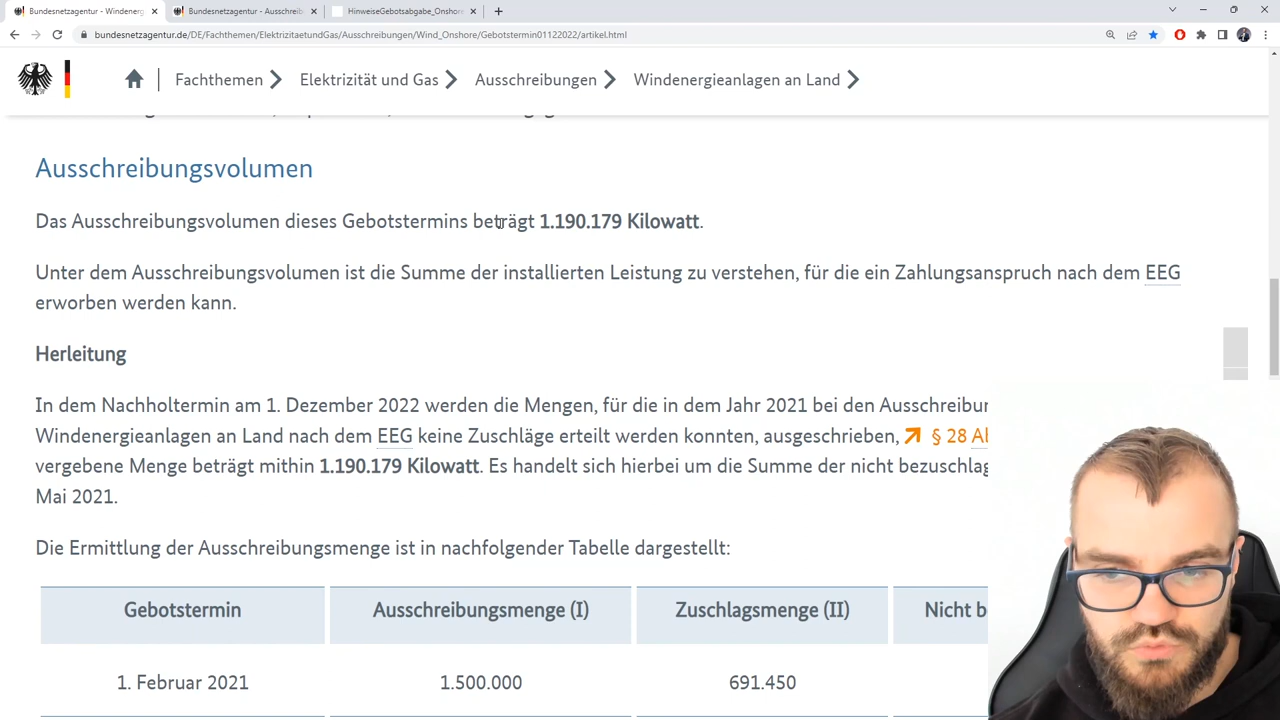 Bundesnetzagentur - Windenerg
Bundesnetzagentur - Ausschreib
HinweiseGebotsabgabe_Onshore
bundesnetzagentur.de/DE/Fachthemen/ElektrizitaetundGas/Ausschreibungen/Wind_Onshore/Gebotstermin01122022/artikel.html
Fachthemen
Elektrizität und Gas
Ausschreibungen
Windenergieanlagen an Land
Ausschreibungsvolumen
Das Ausschreibungsvolumen dieses Gebotstermins beträgt 1.190.179 Kilowatt.
Unter dem Ausschreibungsvolumen ist die Summe der installierten Leistung zu verstehen, für die ein Zahlungsanspruch nach dem EEG
erworben werden kann.
Herleitung
In dem Nachholtermin am 1. Dezember 2022 werden die Mengen, für die in dem Jahr 2021 bei den Ausschreibun
Windenergieanlagen an Land nach dem EEG keine Zuschläge erteilt werden konnten, ausgeschrieben, § 28 Ab
vergebene Menge beträgt mithin 1.190.179 Kilowatt. Es handelt sich hierbei um die Summe der nicht bezuschlag
Mai 2021.
Die Ermittlung der Ausschreibungsmenge ist in nachfolgender Tabelle dargestellt:
Gebotstermin
Ausschreibungsmenge (I)
Zuschlagsmenge (II)
Nicht b
1. Februar 2021
1.500.000
691.450